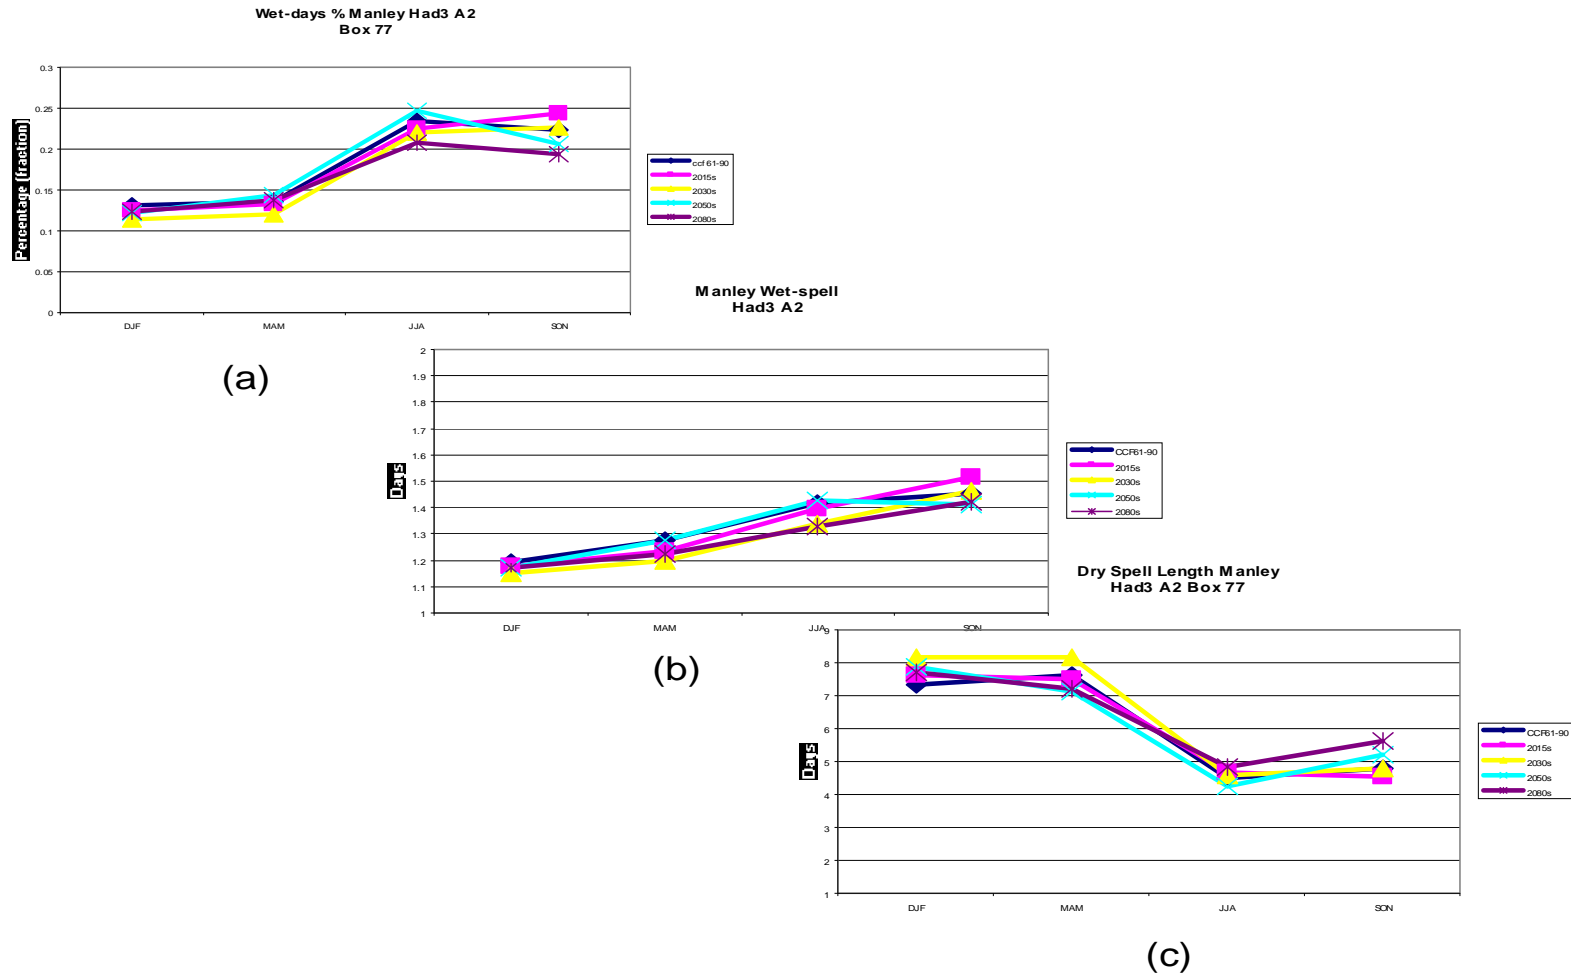 Wet-days % Manley Had3 A2
Box 77
0.3
0.25
0.2
0.15
0.1
0.05
0
Percentage (fraction)
DJF
MAM
JJA
SON
ccf 61-90
2015s
2030s
2050s
2080s
(a)
Manley Wet-spell
Had3 A2
2
1.9
1.8
1.7
1.6
1.5
1.4
1.3
1.2
1.1
1
Days
DJF
MAM
JJA
SON
CCF61-90
2015s
2030s
2050s
2080s
(b)
Dry Spell Length Manley
Had3 A2 Box 77
9
8
7
6
5
4
3
2
1
Days
DJF
MAM
JJA
SON
CCF61-90
2015s
2030s
2050s
2080s
(c)